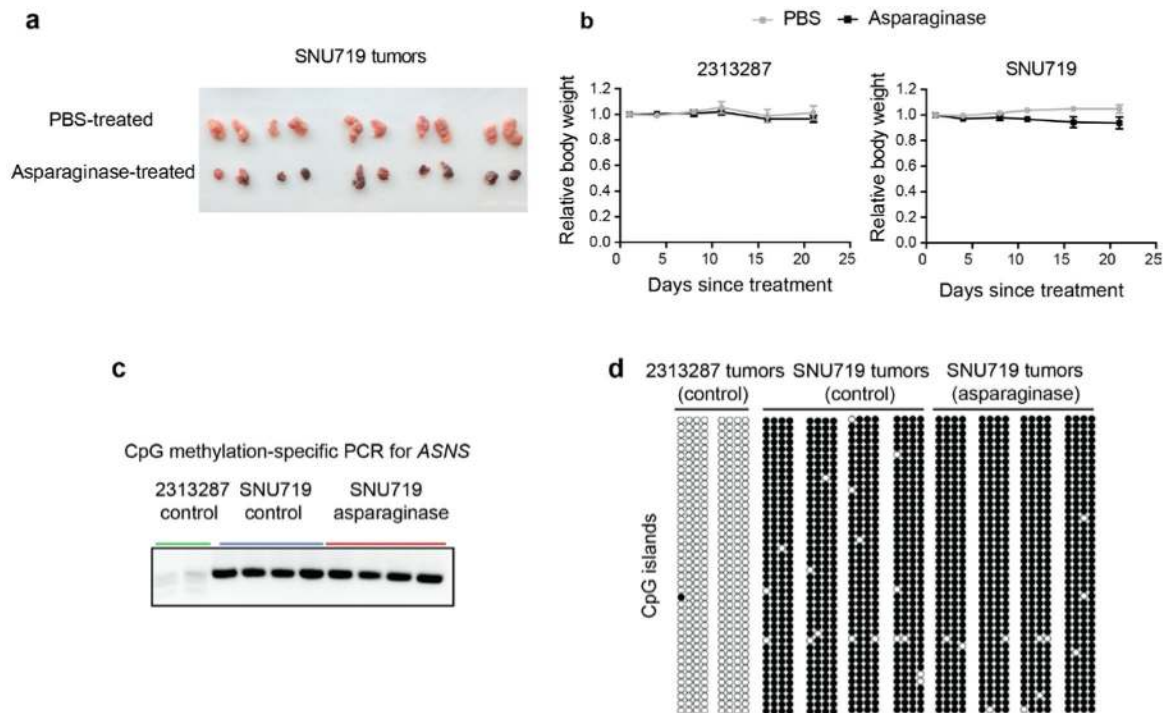 a
SNU719 tumors
PBS-treated
Asparaginase-treated
b
PBS Asparaginase
2313287
Relative body weight
1.2
1.0
0.8
0.6
0.4
0.2
0.0
0 5 10 15 20 25
Days since treatment
SNU719
Relative body weight
1.2
1.0
0.8
0.6
0.4
0.2
0.0
0 5 10 15 20 25
Days since treatment
c
CpG methylation-specific PCR for ASNS
2313287 SNU719 SNU719
control control asparaginase
d
2313287 tumors SNU719 tumors SNU719 tumors
(control) (control) (asparaginase)
CpG islands